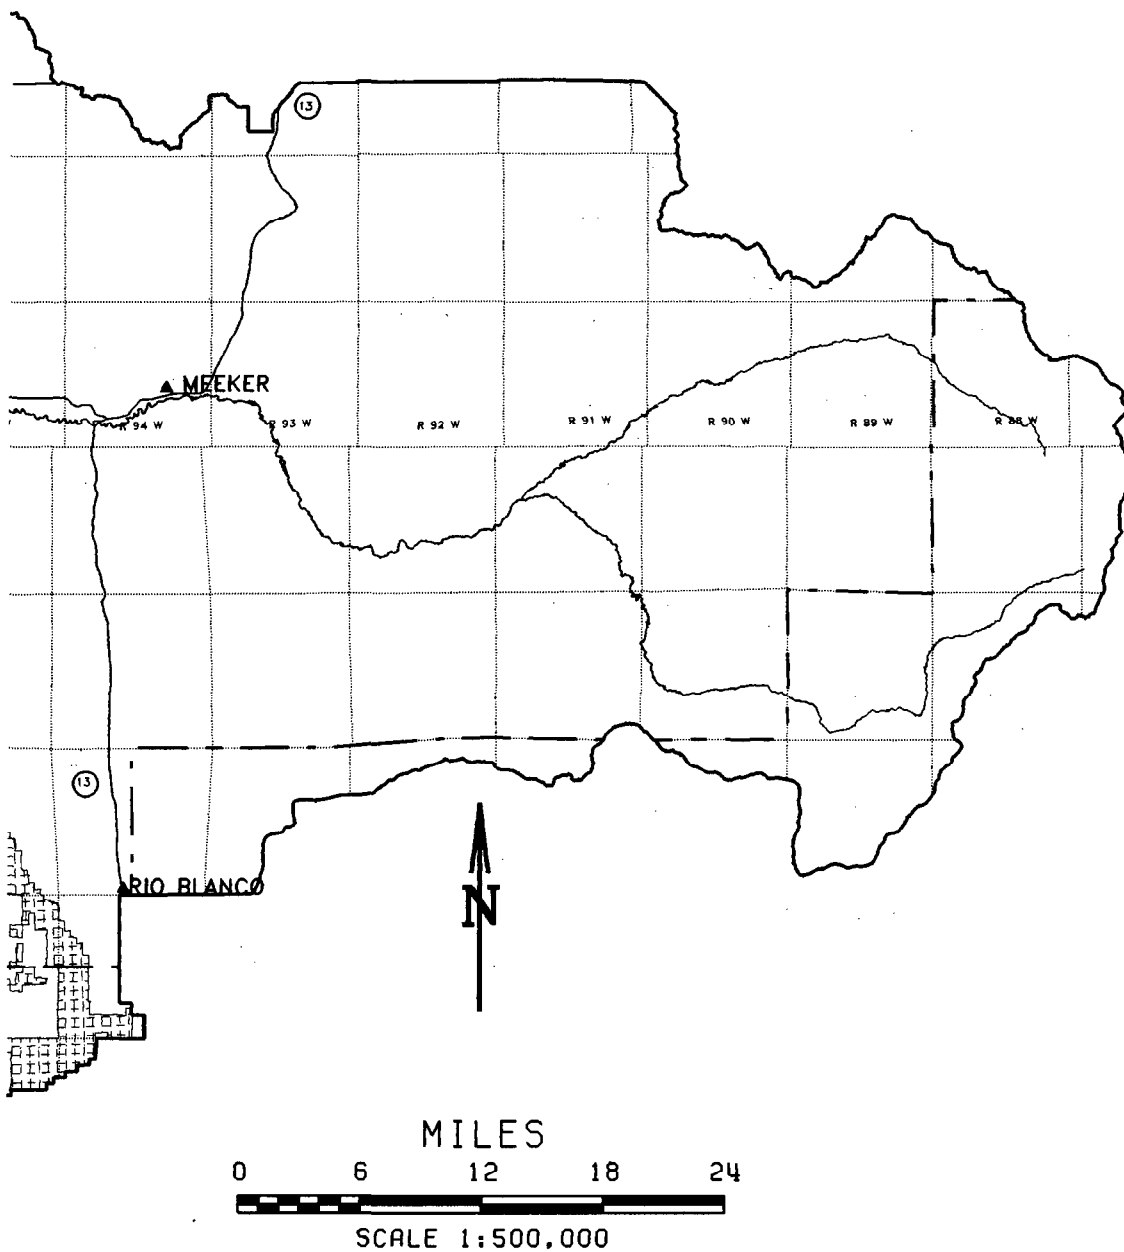 13
MEEKER
R 94 W
R 93 W
R 92 W
R 91 W
R 90 W
R 89 W
R 88 W
13
RIO BLANCO
N
MILES
0 6 12 18 24
SCALE 1:500,000